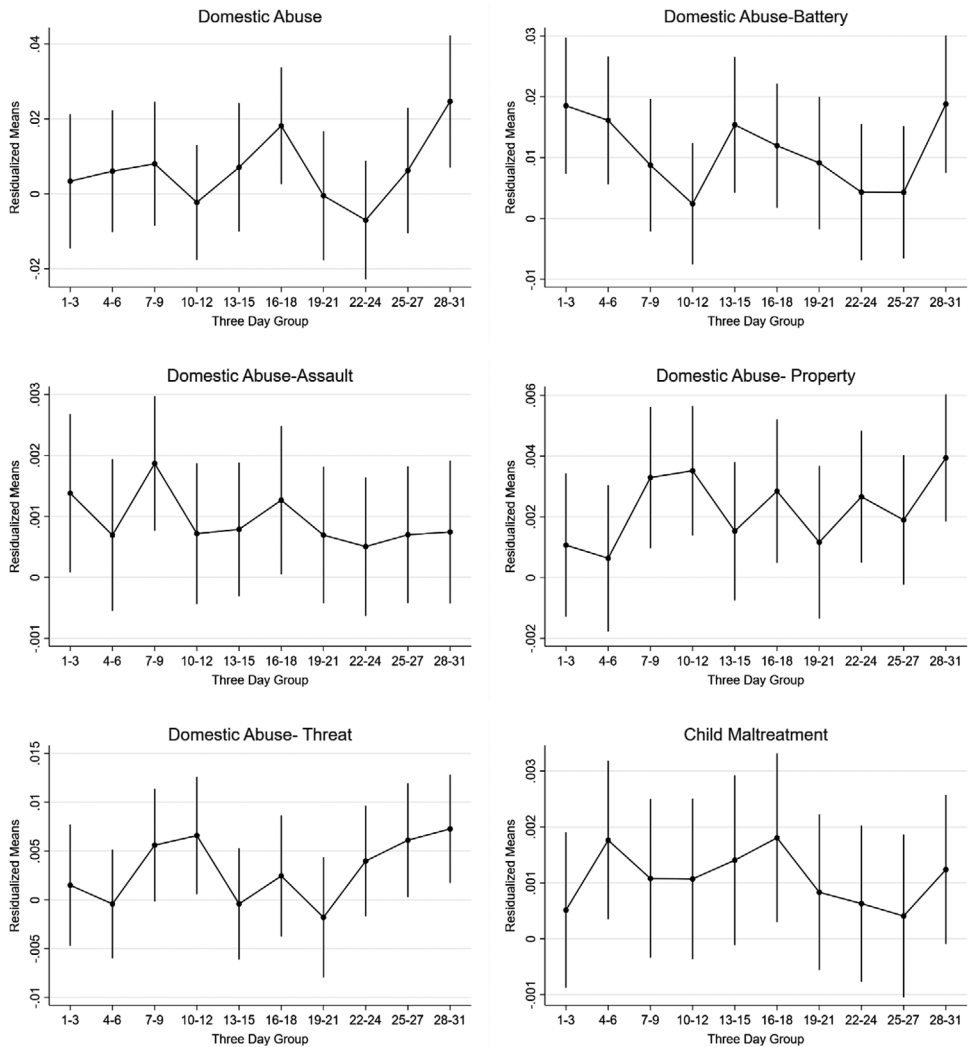 Domestic Abuse
Residualized Means
.04
.02
0
-.02
1-3 4-6 7-9 10-12 13-15 16-18 19-21 22-24 25-27 28-31
Three Day Group
Domestic Abuse-Battery
Residualized Means
.03
.02
.01
0
-.01
1-3 4-6 7-9 10-12 13-15 16-18 19-21 22-24 25-27 28-31
Three Day Group
Domestic Abuse-Assault
Residualized Means
.003
.002
.001
0
-.001
1-3 4-6 7-9 10-12 13-15 16-18 19-21 22-24 25-27 28-31
Three Day Group
Domestic Abuse- Property
Residualized Means
.006
.004
.002
0
-.002
1-3 4-6 7-9 10-12 13-15 16-18 19-21 22-24 25-27 28-31
Three Day Group
Domestic Abuse- Threat
Residualized Means
.015
.01
.005
0
-.005
-.01
1-3 4-6 7-9 10-12 13-15 16-18 19-21 22-24 25-27 28-31
Three Day Group
Child Maltreatment
Residualized Means
.003
.002
.001
0
-.001
1-3 4-6 7-9 10-12 13-15 16-18 19-21 22-24 25-27 28-31
Three Day Group